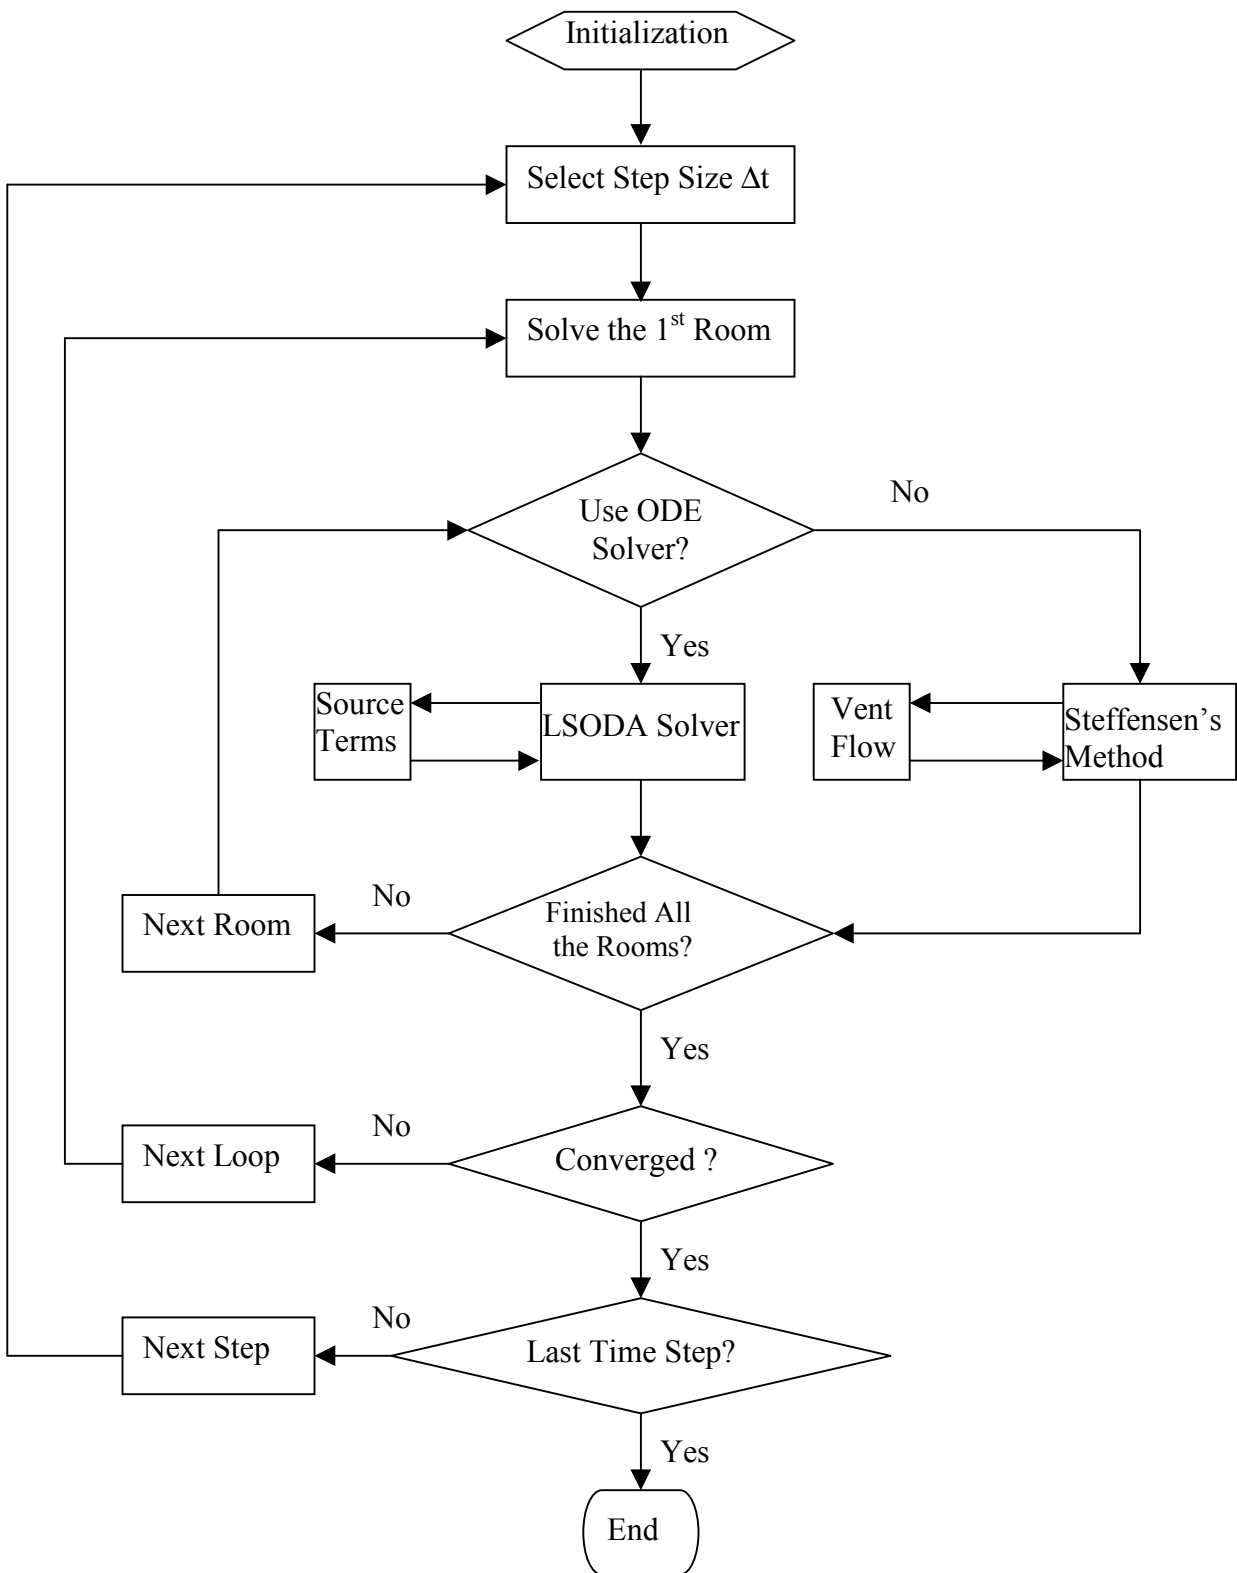 Initialization
Select Step Size Δt
Solve the 1st Room
No
Use ODE
Solver?
Yes
Source
Terms
LSODA Solver
Vent
Flow
Steffensen’s
Method
No
Next Room
Finished All
the Rooms?
Yes
No
Next Loop
Converged ?
Yes
No
Next Step
Last Time Step?
Yes
End